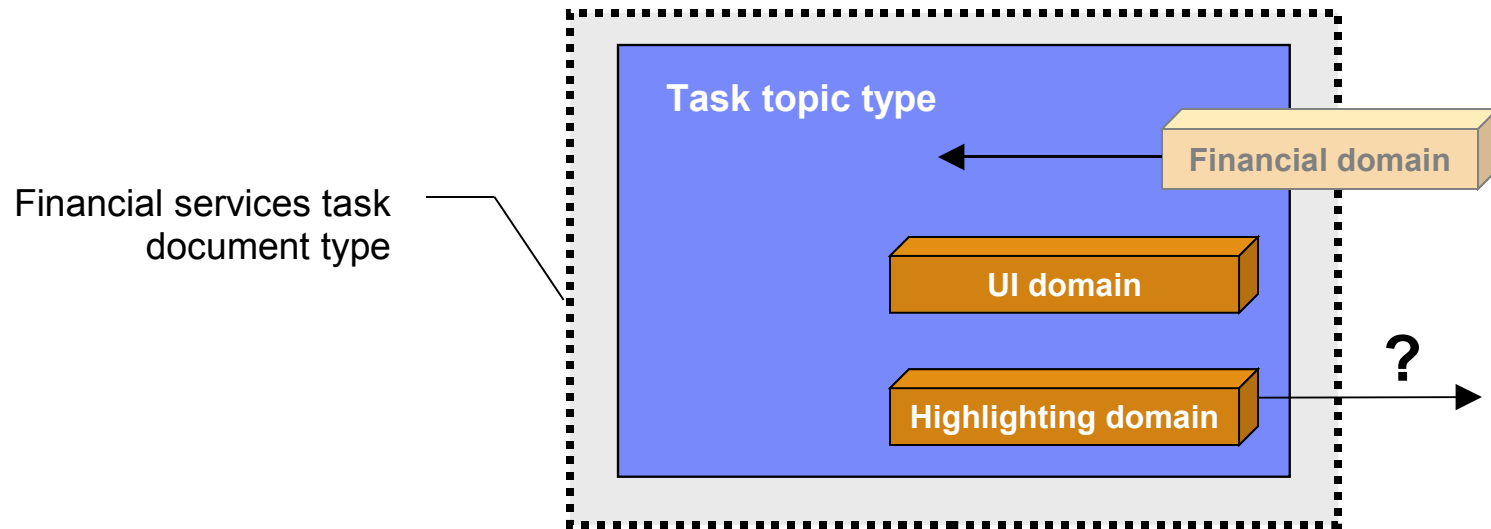 Task topic type
Financial domain
Financial services task
document type
UI domain
?
Highlighting domain